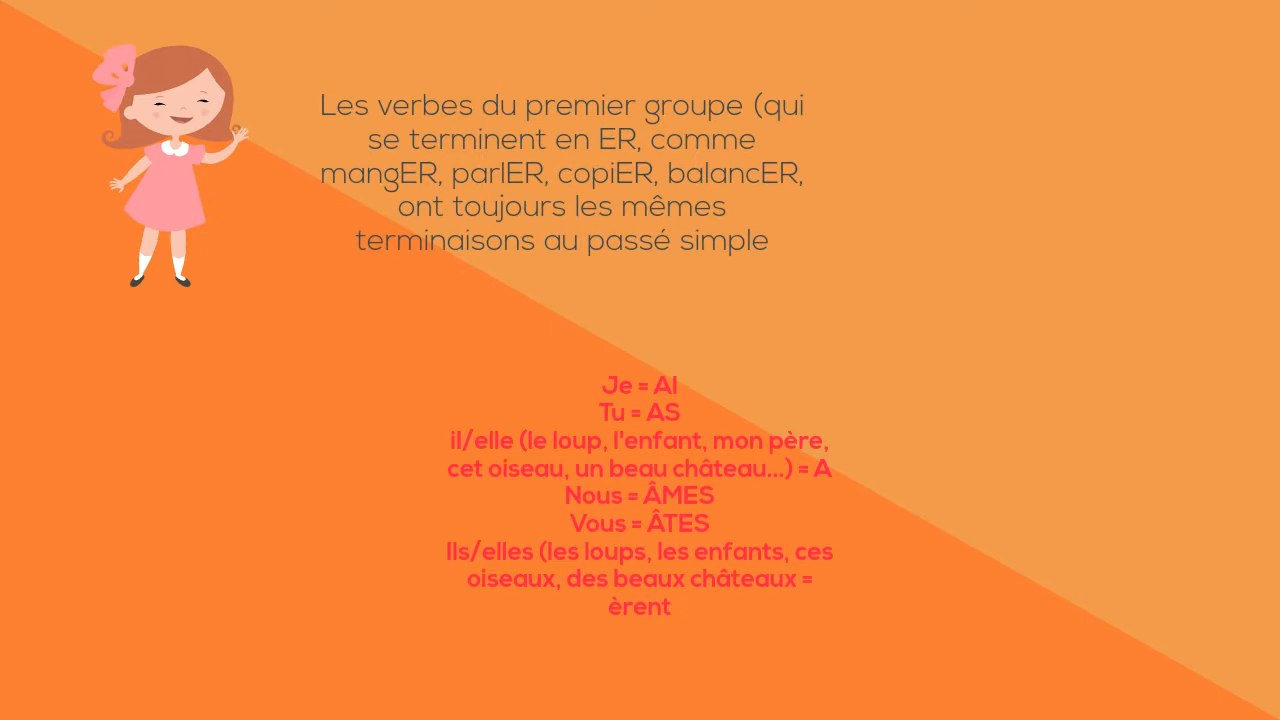 Les verbes du premier groupe (qui
se terminent en ER, comme
mangER, parlER, copiER, balancER,
ont toujours les mêmes
terminaisons au passé simple
Je = AI
Tu = AS
il/elle (le loup, l'enfant, mon père,
cet oiseau, un beau château...) = A
Nous = ÂMES
Vous = ÂTES
Ils/elles (les loups, les enfants, ces
oiseaux, des beaux châteaux =
èrent